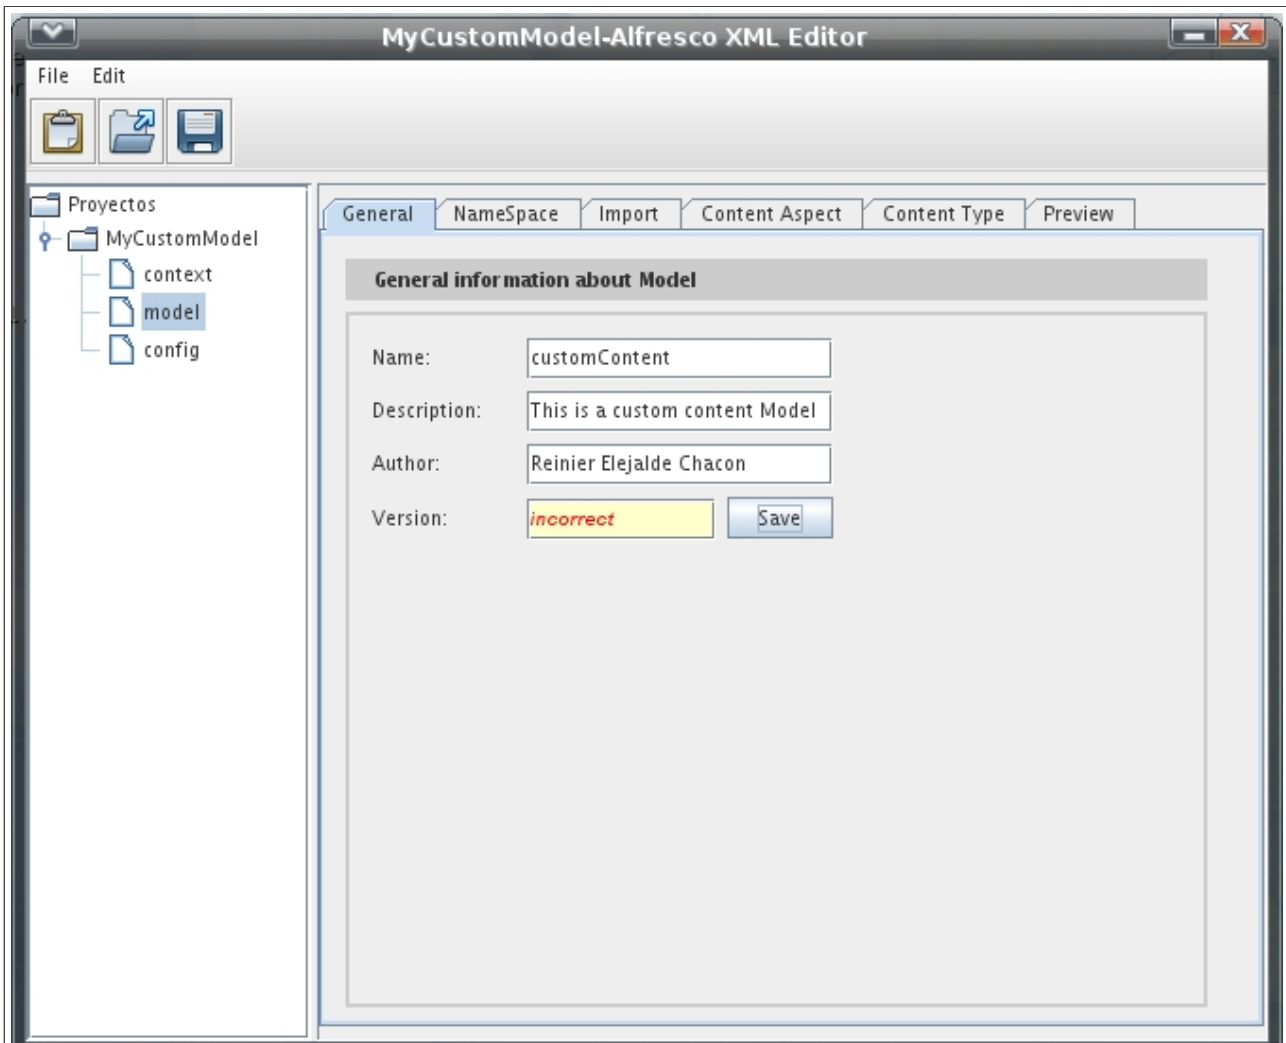 MyCustomModel-Alfresco XML Editor
File Edit
Proyectos
MyCustomModel
context
model
config
General NameSpace Import Content Aspect Content Type Preview
General information about Model
Name: customContent
Description: This is a custom content Model
Author: Reinier Elejalde Chacon
Version: incorrect Save